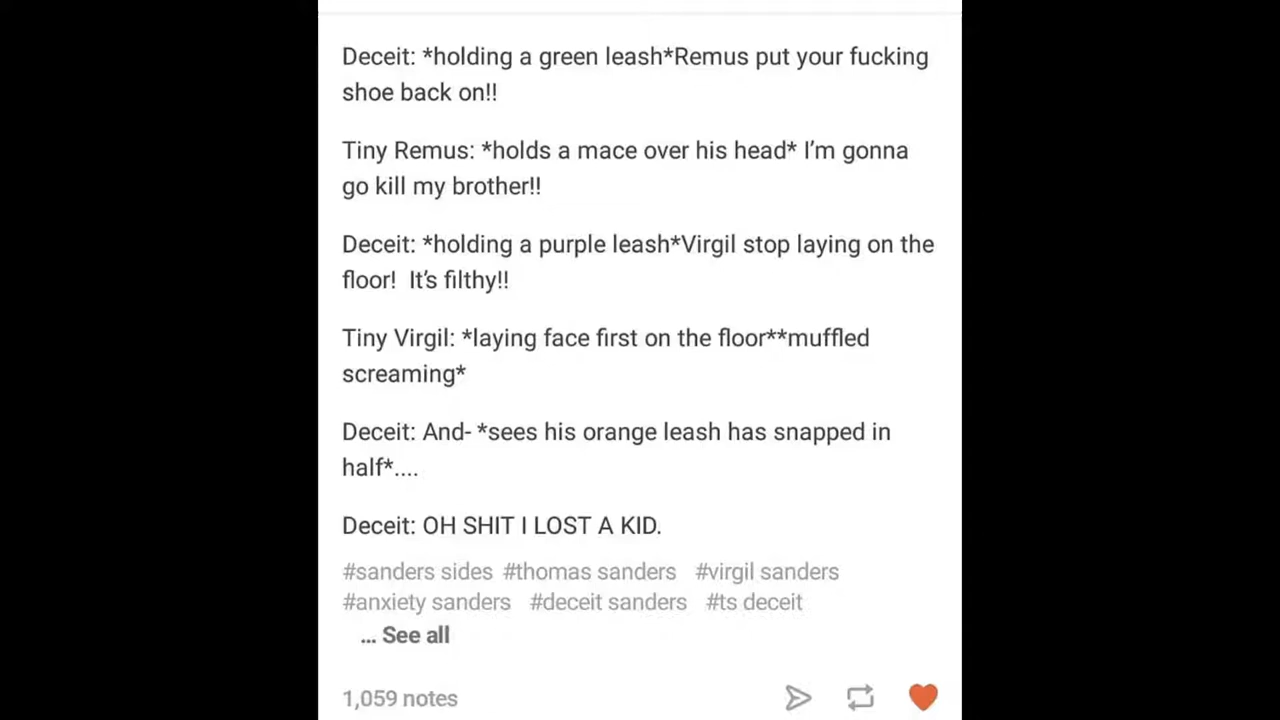 Deceit: *holding a green leash*Remus put your fucking
shoe back on!!
Tiny Remus: *holds a mace over his head* I'm gonna
go kill my brother!!
Deceit: *holding a purple leash*Virgil stop laying on the
floor!  It's filthy!!
Tiny Virgil: *laying face first on the floor**muffled
screaming*
Deceit: And- *sees his orange leash has snapped in
half*....
Deceit: OH SHIT I LOST A KID.
#sanders sides #thomas sanders #virgil sanders
#anxiety sanders #deceit sanders #ts deceit
... See all
1,059 notes